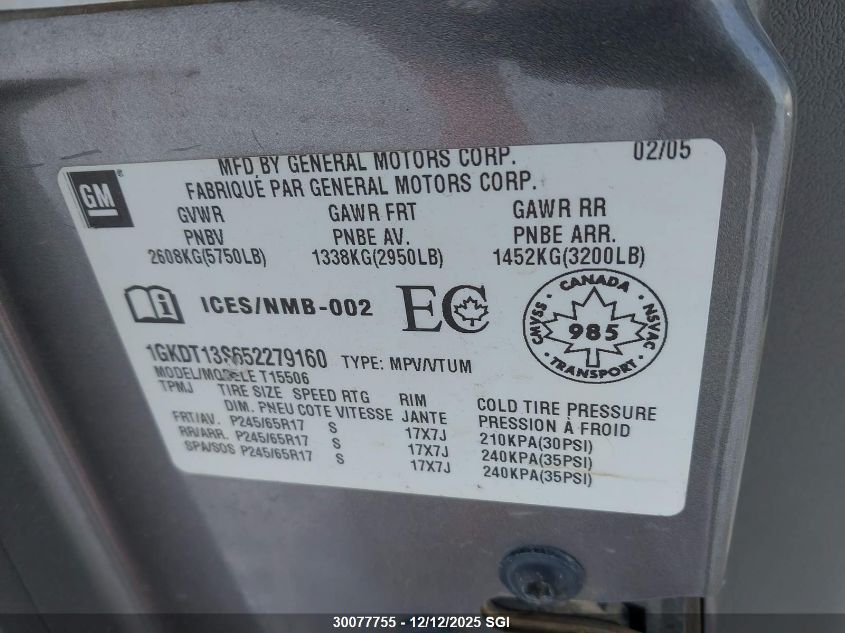 GM
MFD BY GENERAL MOTORS CORP. 02/05
FABRIQUÉ PAR GENERAL MOTORS CORP.
GVWR GAWR FRT GAWR RR
PNBV PNBE AV. PNBE ARR.
2608KG(5750LB) 1338KG(2950LB) 1452KG(3200LB)
i ICES/NMB-002 EC
CANADA
CMVSS 985 NSVAC
TRANSPORT
1GKDT13S652279160 TYPE: MPV/VTUM
MODEL/MODELE T15506
TPMJ TIRE SIZE SPEED RTG RIM COLD TIRE PRESSURE
DIM. PNEU COTE VITESSE JANTE PRESSION À FROID
FRT/AV. P245/65R17 S 17X7J 210KPA(30PSI)
RR/ARR. P245/65R17 S 17X7J 240KPA(35PSI)
SPA/SOS P245/65R17 S 17X7J 240KPA(35PSI)
30077755 - 12/12/2025 SGI